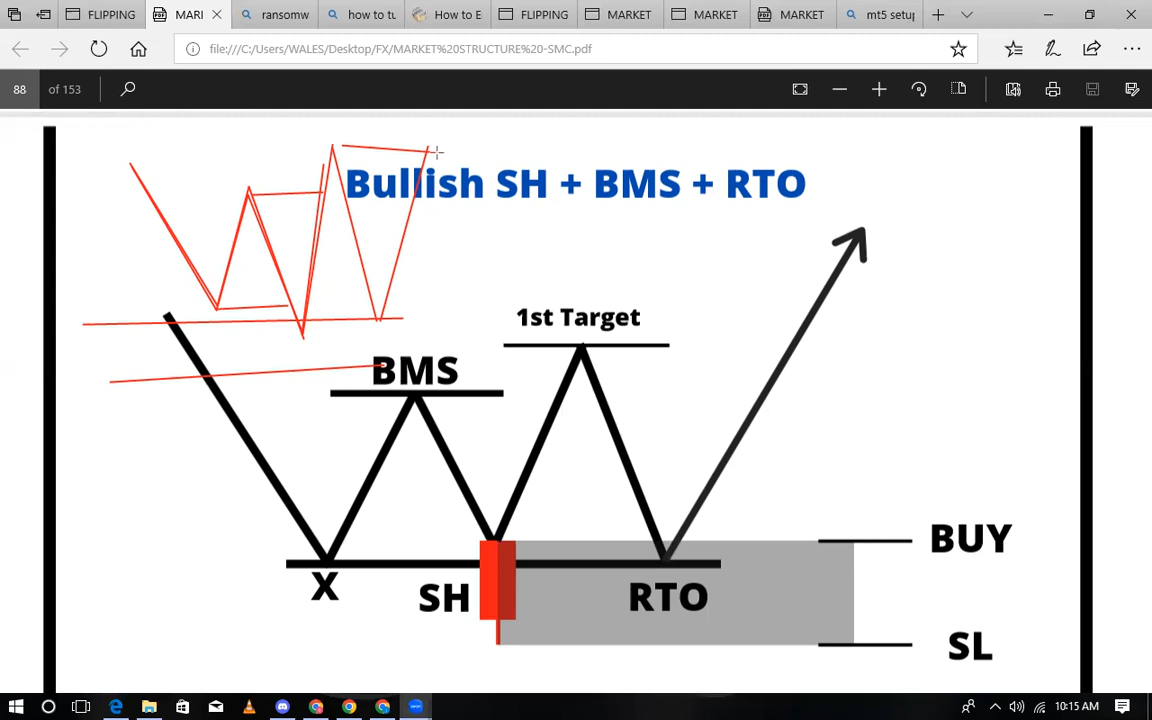 FLIPPING
MARI
ransomw
how to tu
How to E
FLIPPING
MARKET
MARKET
MARKET
mt5 setup
file:///C:/Users/WALES/Desktop/FX/MARKET%20STRUCTURE%20-SMC.pdf
88 of 153
Bullish SH + BMS + RTO
1st Target
BMS
BUY
X
SH
RTO
SL
10:15 AM